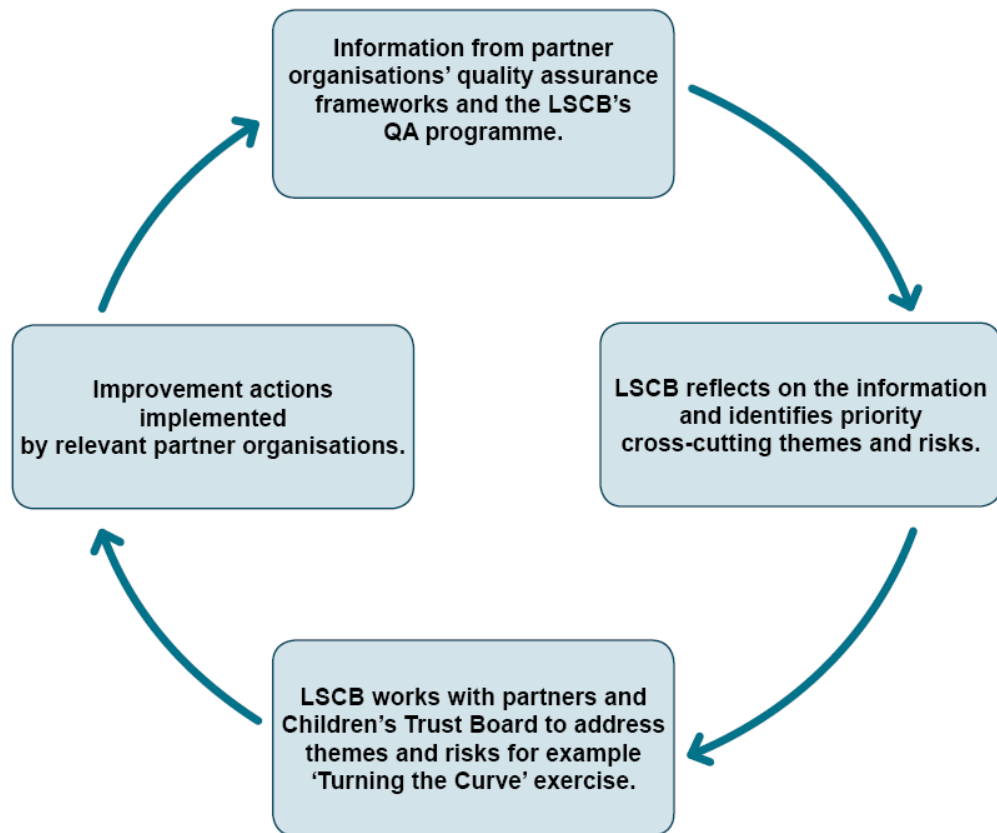 Information from partner
organisations’ quality assurance
frameworks and the LSCB’s
QA programme.
LSCB reflects on the information
and identifies priority
cross-cutting themes and risks.
LSCB works with partners and
Children’s Trust Board to address
themes and risks for example
‘Turning the Curve’ exercise.
Improvement actions
implemented
by relevant partner organisations.